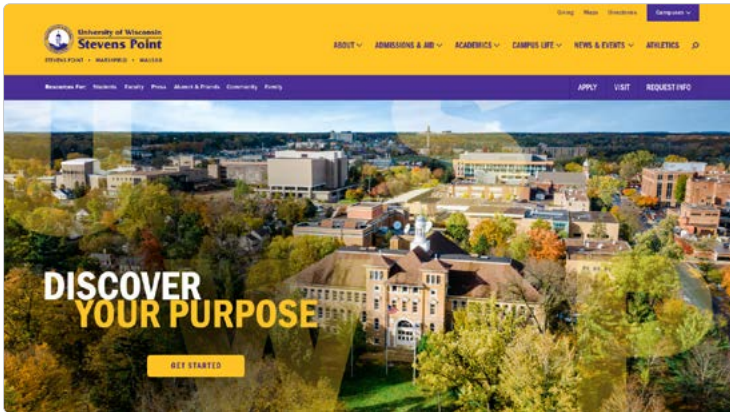 Giving Maps Directories Campuses
University of Wisconsin
Stevens Point
STEVENS POINT • MARSHFIELD • WAUSAU
ABOUT ADMISSIONS & AID ACADEMICS CAMPUS LIFE NEWS & EVENTS ATHLETICS
Resources For: Students Faculty Press Alumni & Friends Community Family
APPLY VISIT REQUEST INFO
U S
W P
DISCOVER
YOUR PURPOSE
GET STARTED